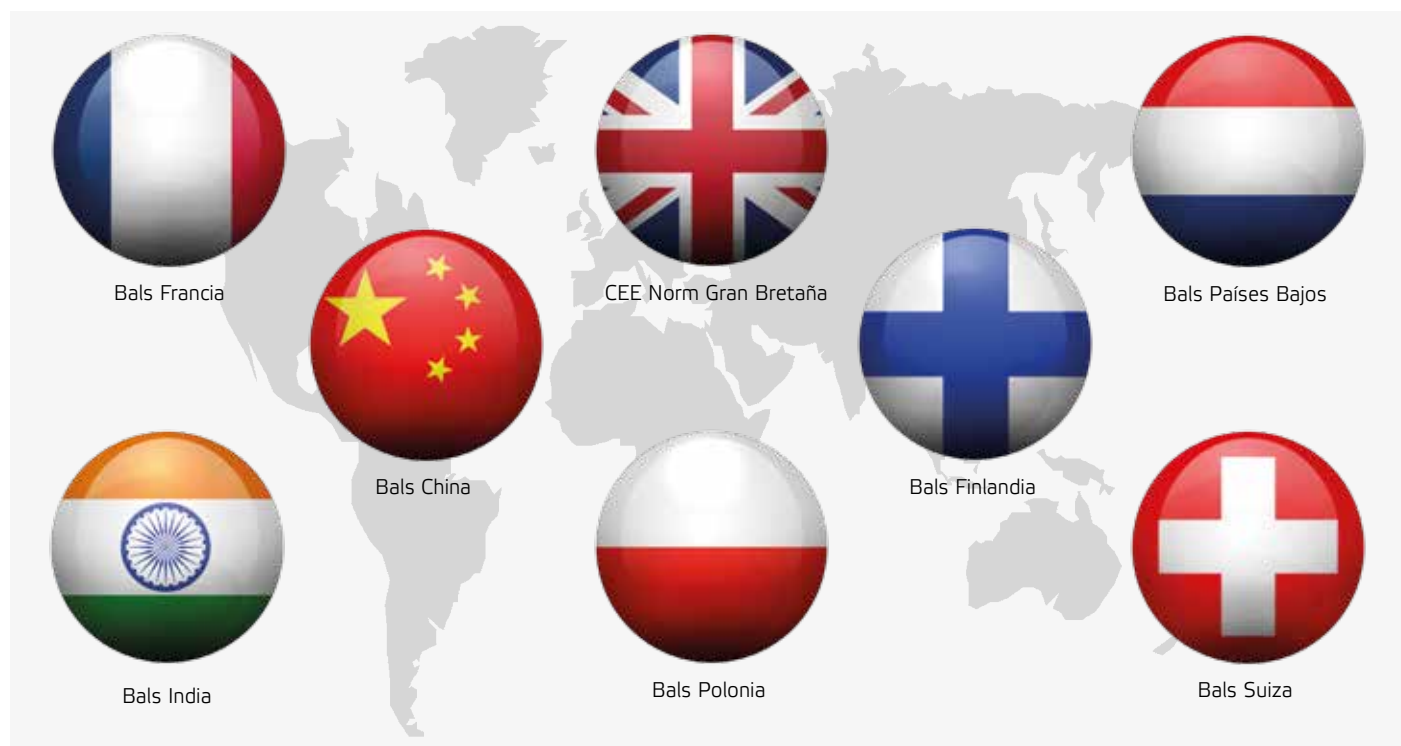 Bals Francia
CEE Norm Gran Bretaña
Bals Países Bajos
Bals China
Bals Finlandia
Bals India
Bals Polonia
Bals Suiza